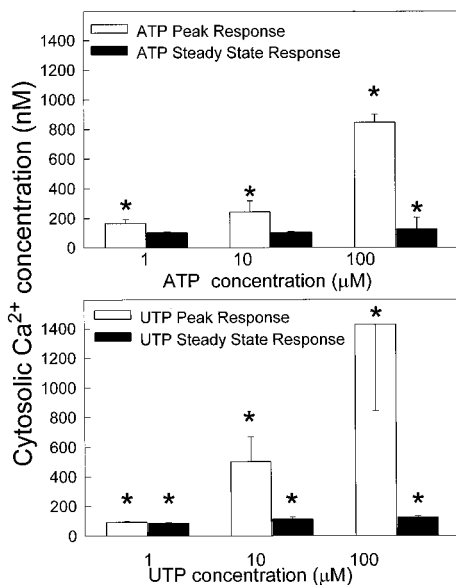 Cytosolic Ca2+ concentration (nM)
ATP Peak Response
ATP Steady State Response
1400
1200
1000
800
600
400
200
0
*
*
*
*
1 10 100
ATP concentration (μM)
UTP Peak Response
UTP Steady State Response
1400
1200
1000
800
600
400
200
0
*
*
*
*
*
*
1 10 100
UTP concentration (μM)